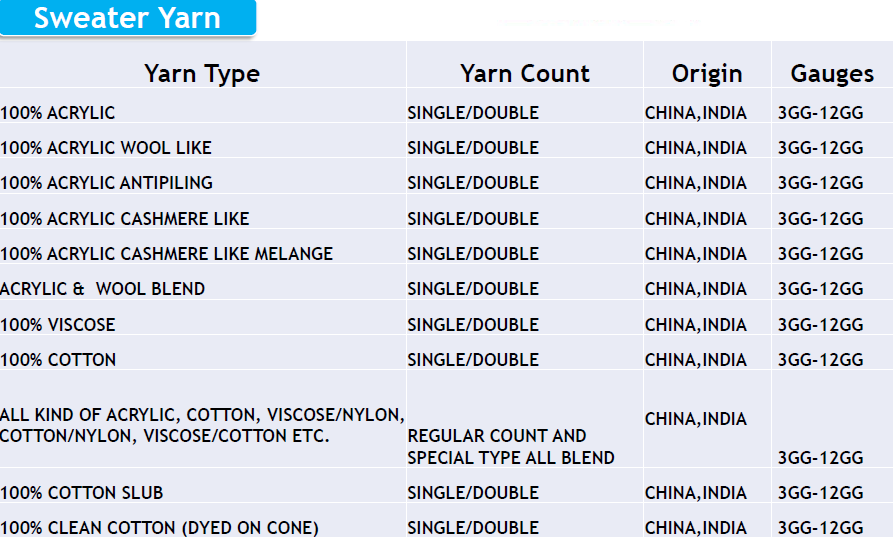 Sweater Yarn
Yarn Type Yarn Count Origin Gauges
100% ACRYLIC SINGLE/DOUBLE CHINA,INDIA 3GG-12GG
100% ACRYLIC WOOL LIKE SINGLE/DOUBLE CHINA,INDIA 3GG-12GG
100% ACRYLIC ANTIPILING SINGLE/DOUBLE CHINA,INDIA 3GG-12GG
100% ACRYLIC CASHMERE LIKE SINGLE/DOUBLE CHINA,INDIA 3GG-12GG
100% ACRYLIC CASHMERE LIKE MELANGE SINGLE/DOUBLE CHINA,INDIA 3GG-12GG
ACRYLIC & WOOL BLEND SINGLE/DOUBLE CHINA,INDIA 3GG-12GG
100% VISCOSE SINGLE/DOUBLE CHINA,INDIA 3GG-12GG
100% COTTON SINGLE/DOUBLE CHINA,INDIA 3GG-12GG
ALL KIND OF ACRYLIC, COTTON, VISCOSE/NYLON,
COTTON/NYLON, VISCOSE/COTTON ETC.
REGULAR COUNT AND
SPECIAL TYPE ALL BLEND
CHINA,INDIA
3GG-12GG
100% COTTON SLUB SINGLE/DOUBLE CHINA,INDIA 3GG-12GG
100% CLEAN COTTON (DYED ON CONE) SINGLE/DOUBLE CHINA,INDIA 3GG-12GG